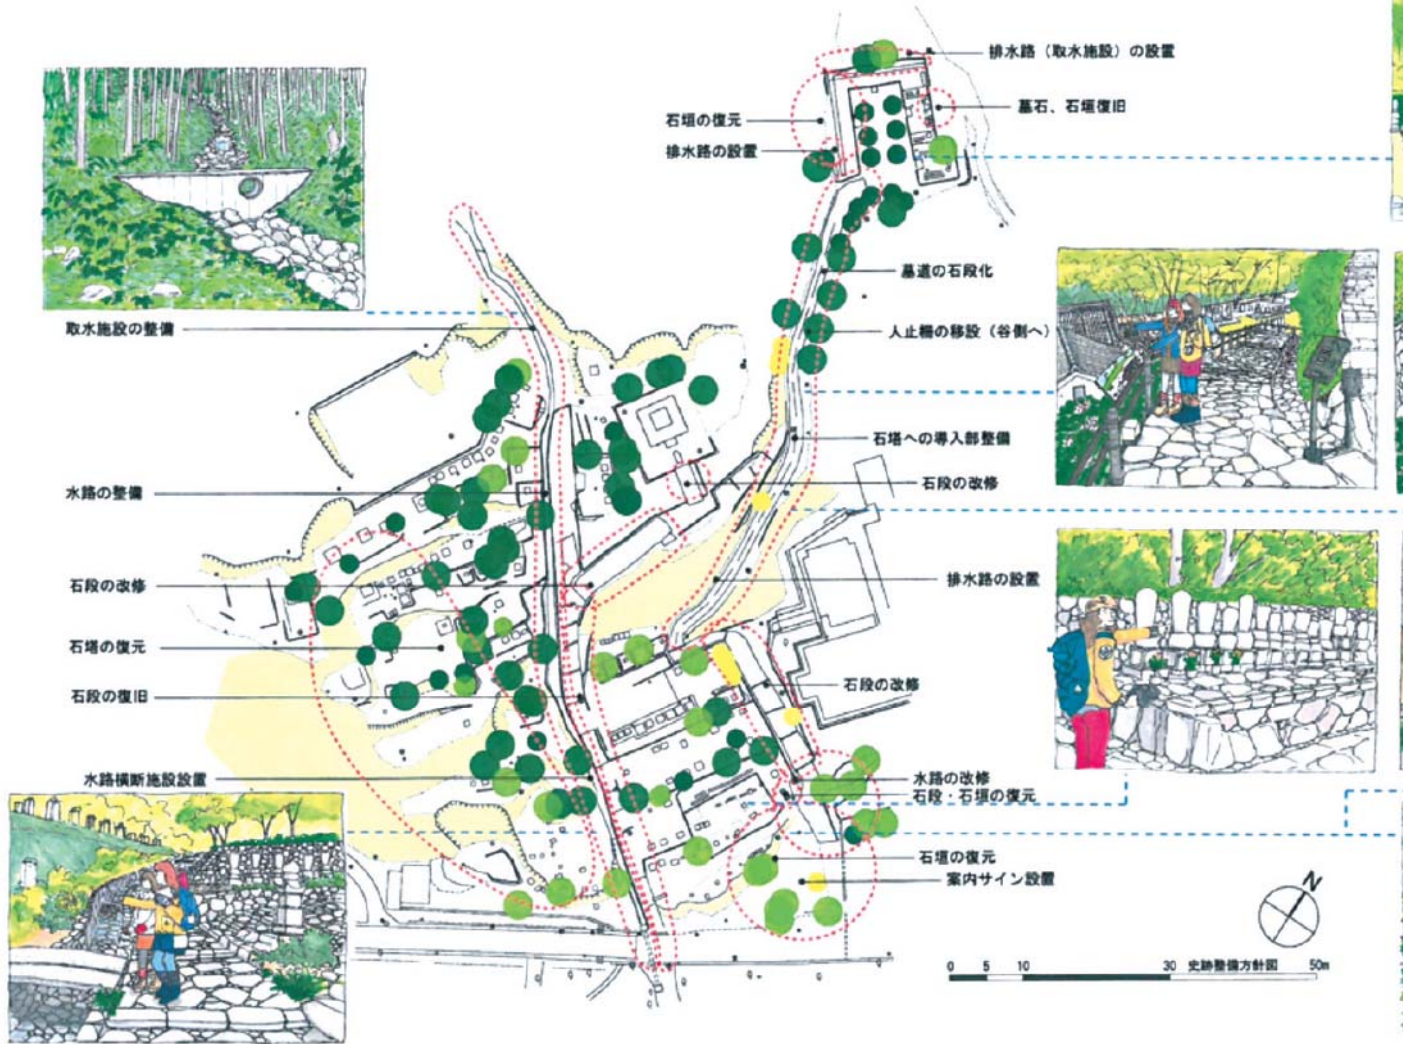 排水路（取水施設）の設置
墓石、石垣復旧
石垣の復元
排水路の設置
墓道の石段化
人止柵の移設（谷側へ）
取水施設の整備
石塔への導入部整備
石段の改修
水路の整備
排水路の設置
石段の改修
石塔の復元
石段の復旧
石段の改修
水路横断施設設置
水路の改修
石段・石垣の復元
石垣の復元
案内サイン設置
N
0 5 10 30 史跡整備方針図 50m